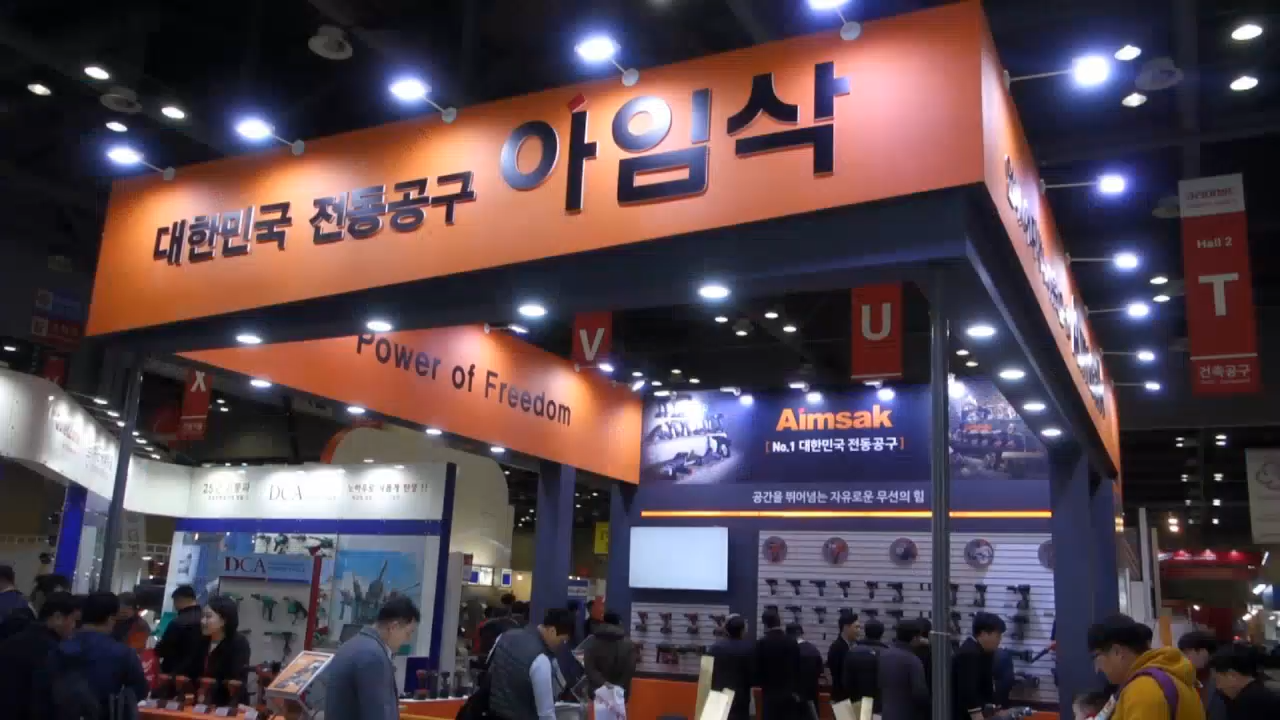 대한민국 전동공구 아임삭
Power of Freedom
V
U
X
Hall 2
T
건축공구
Aimsak
[ No.1 대한민국 전동공구 ]
공간을 뛰어넘는 자유로운 무선의 힘
DCA
DCA